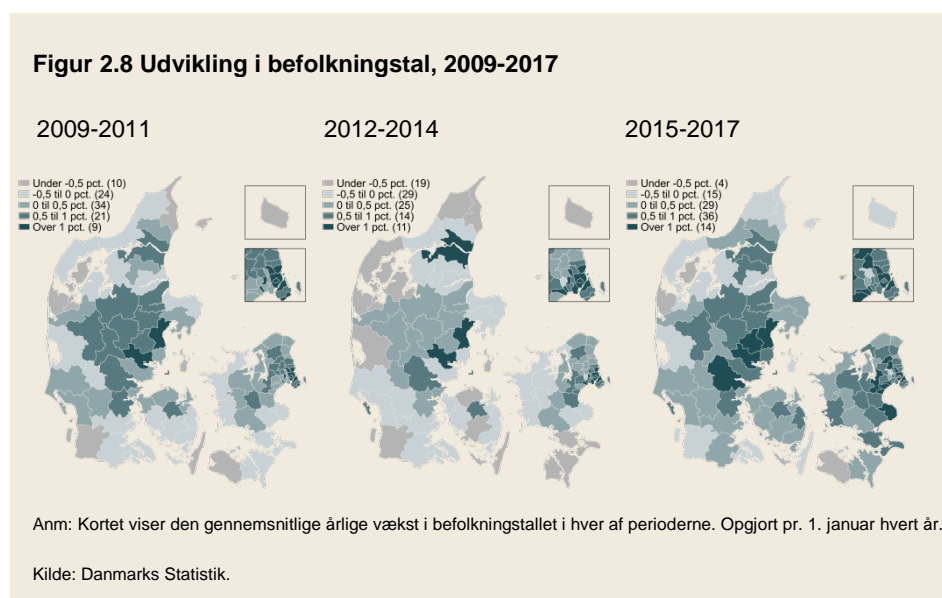 Figur 2.8 Udvikling i befolkningstal, 2009-2017
2009-2011
Under -0,5 pct. (10)
-0,5 til 0 pct. (24)
0 til 0,5 pct. (34)
0,5 til 1 pct. (21)
Over 1 pct. (9)
2012-2014
Under -0,5 pct. (19)
-0,5 til 0 pct. (29)
0 til 0,5 pct. (25)
0,5 til 1 pct. (14)
Over 1 pct. (11)
2015-2017
Under -0,5 pct. (4)
-0,5 til 0 pct. (15)
0 til 0,5 pct. (29)
0,5 til 1 pct. (36)
Over 1 pct. (14)
Anm: Kortet viser den gennemsnitlige årlige vækst i befolkningstallet i hver af perioderne. Opgjort pr. 1. januar hvert år.
Kilde: Danmarks Statistik.